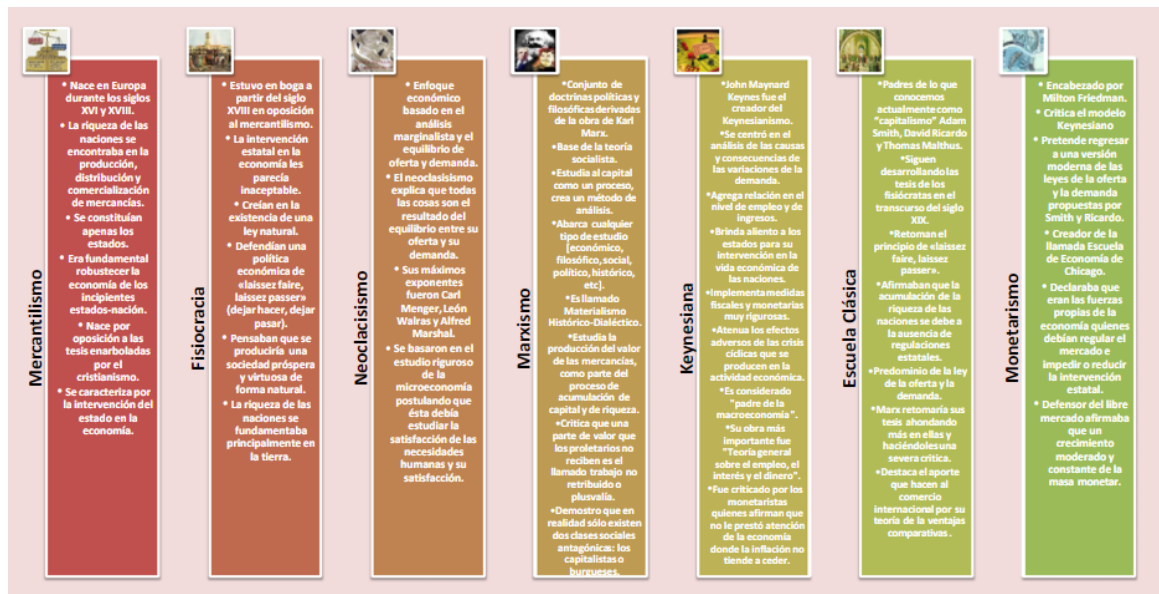 Mercantilismo
• Nace en Europa
durante los siglos
XVI y XVIII.
• La riqueza de las
naciones se
encontraba en la
producción,
distribución y
comercialización
de mercancías.
• Se constituían
apenas los
estados.
• Era fundamental
robustecer la
economía de los
incipientes
estados-nación.
• Nace por
oposición a las
tesis enarboladas
por el
cristianismo.
• Se caracteriza por
la intervención del
estado en la
economía.
Fisiocracia
• Estuvo en boga a
partir del siglo
XVIII en oposición
al mercantilismo.
• La intervención
estatal en la
economía les
parecía
inaceptable.
• Creían en la
existencia de una
ley natural.
• Defendían una
política
económica de
«laissez faire,
laissez passer»
(dejar hacer, dejar
pasar).
• Pensaban que se
produciría una
sociedad próspera
y virtuosa de
forma natural.
• La riqueza de las
naciones se
fundamentaba
principalmente en
la tierra.
Neoclacisismo
• Enfoque
económico
basado en el
análisis
marginalista y el
equilibrio de
oferta y demanda.
• El neoclasisismo
explica que todas
las cosas son el
resultado del
equilibrio entre su
oferta y su
demanda.
• Sus máximos
exponentes
fueron Carl
Menger, León
Walras y Alfred
Marshal.
• Se basaron en el
estudio riguroso
de la
microeconomía
postulando que
ésta debía
estudiar la
satisfacción de las
necesidades
humanas y su
satisfacción.
Marxismo
•Conjunto de
doctrinas políticas y
filosóficas derivadas
de la obra de Karl
Marx.
•Base de la teoría
socialista.
•Estudia al capital
como un proceso,
crea un método de
análisis.
•Abarca cualquier
tipo de estudio
[económico,
filosófico, social,
político, histórico,
etc].
•Es llamado
Materialismo
Histórico-Dialéctico.
•Estudia la
producción del valor
de las mercancías,
como parte del
proceso de
acumulación de
capital y de riqueza.
•Critica que una
parte de valor que
los proletarios no
reciben es el
llamado trabajo no
retribuido o
plusvalía.
•Demostro que en
realidad sólo existen
dos clases sociales
antagónicas: los
capitalistas o
burgueses.
Keynesiana
•John Maynard
Keynes fue el
creador del
Keynesianismo.
•Se centró en el
análisis de las causas
y consecuencias de
las variaciones de la
demanda.
•Agrega relación en el
nivel de empleo y de
ingresos.
•Brinda aliento a los
estados para su
intervención en la
vida económica de
las naciones.
•Implementa medidas
fiscales y monetarias
muy rigurosas.
•Atenua los efectos
adversos de las crisis
cíclicas que se
producen en la
actividad económica.
•Es considerado
"padre de la
macroeconomía".
•Su obra más
importante fue
"Teoría general
sobre el empleo, el
interés y el dinero".
•Fue criticado por los
monetaristas
quienes afirman que
no le prestó atención
de la economía
donde la inflación no
tiende a ceder.
Escuela Clásica
•Padres de lo que
conocemos
actualmente como
"capitalismo" Adam
Smith, David Ricardo
y Thomas Malthus.
•Siguen
desarrollando las
tesis de los
fisiócratas en el
transcurso del siglo
XIX.
•Retoman el
principio de «laissez
faire, laissez
passer».
•Afirmaban que la
acumulación de la
riqueza de las
naciones se debe a
la ausencia de
regulaciones
estatales.
•Predominio de la ley
de la oferta y la
demanda.
•Marx retomaría sus
tesis ahondando
más en ellas y
haciéndoles una
severa critica.
•Destaca el aporte
que hacen al
comercio
internacional por su
teoría de la ventajas
comparativas .
Monetarismo
• Encabezado por
Milton Friedman.
• Critica el modelo
Keynesiano
• Pretende regresar
a una versión
moderna de las
leyes de la oferta
y la demanda
propuestas por
Smith y Ricardo.
• Creador de la
llamada Escuela
de Economía de
Chicago.
• Declaraba que
eran las fuerzas
propias de la
economía quienes
debían regular el
mercado e
impedir o reducir
la intervención
estatal.
• Defensor del libre
mercado afirmaba
que un
crecimiento
moderado y
constante de la
masa monetar.